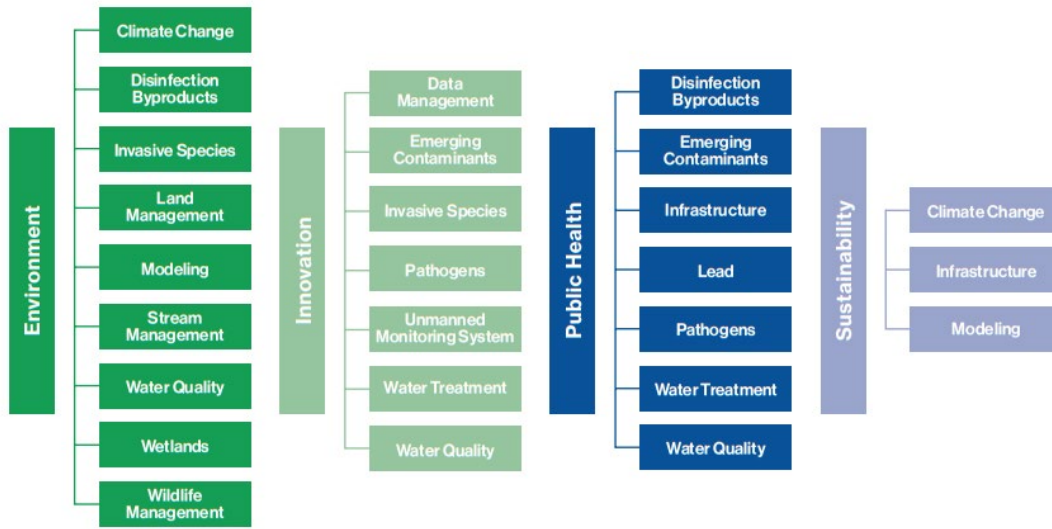 Environment
Climate Change
Disinfection
Byproducts
Invasive Species
Land
Management
Modeling
Stream
Management
Water Quality
Wetlands
Wildlife
Management
Innovation
Data
Management
Emerging
Contaminants
Invasive Species
Pathogens
Unmanned
Monitoring System
Water Treatment
Water Quality
Public Health
Disinfection
Byproducts
Emerging
Contaminants
Infrastructure
Lead
Pathogens
Water Treatment
Water Quality
Sustainability
Climate Change
Infrastructure
Modeling